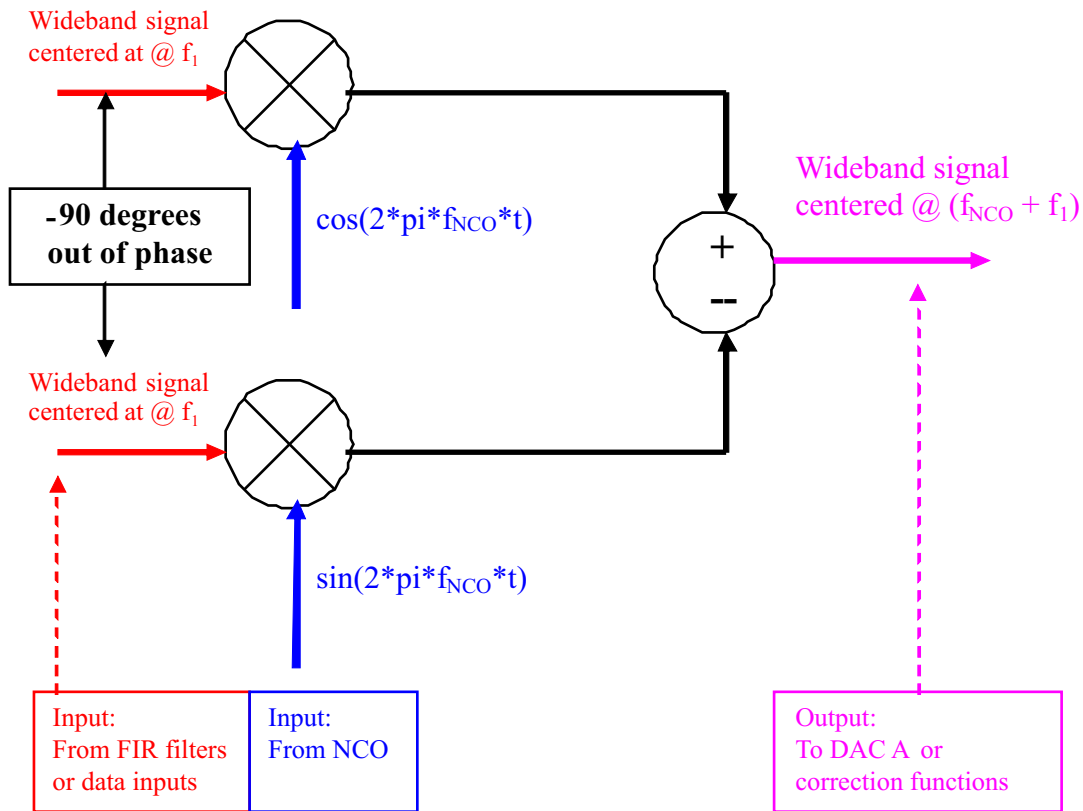 Wideband signal
centered at @ f₁
-90 degrees
out of phase
cos(2*pi*fNCO*t)
+
--
Wideband signal
centered @ (fNCO + f₁)
Wideband signal
centered at @ f₁
sin(2*pi*fNCO*t)
Input:
From FIR filters
or data inputs
Input:
From NCO
Output:
To DAC A or
correction functions